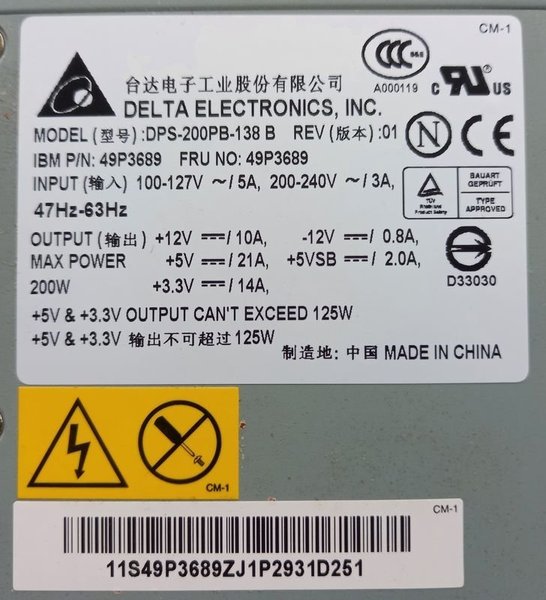 CM-1
台达电子工业股份有限公司
DELTA ELECTRONICS, INC.
A000119
c UL US
MODEL (型号):DPS-200PB-138 B REV (版本):01
IBM P/N: 49P3689 FRU NO: 49P3689
N CE
INPUT (输入) 100-127V ～/ 5A, 200-240V ～/ 3A,
47Hz-63Hz
TÜV
BAUART
GEPRÜFT
TYPE
APPROVED
OUTPUT (输出) +12V ⎓/ 10A, -12V ⎓/ 0.8A,
MAX POWER +5V ⎓/ 21A, +5VSB ⎓/ 2.0A,
200W +3.3V ⎓/ 14A,
D33030
+5V & +3.3V OUTPUT CAN'T EXCEED 125W
+5V & +3.3V 输出不可超过125W
制造地: 中国 MADE IN CHINA
CM-1
CM-1
11S49P3689ZJ1P2931D251